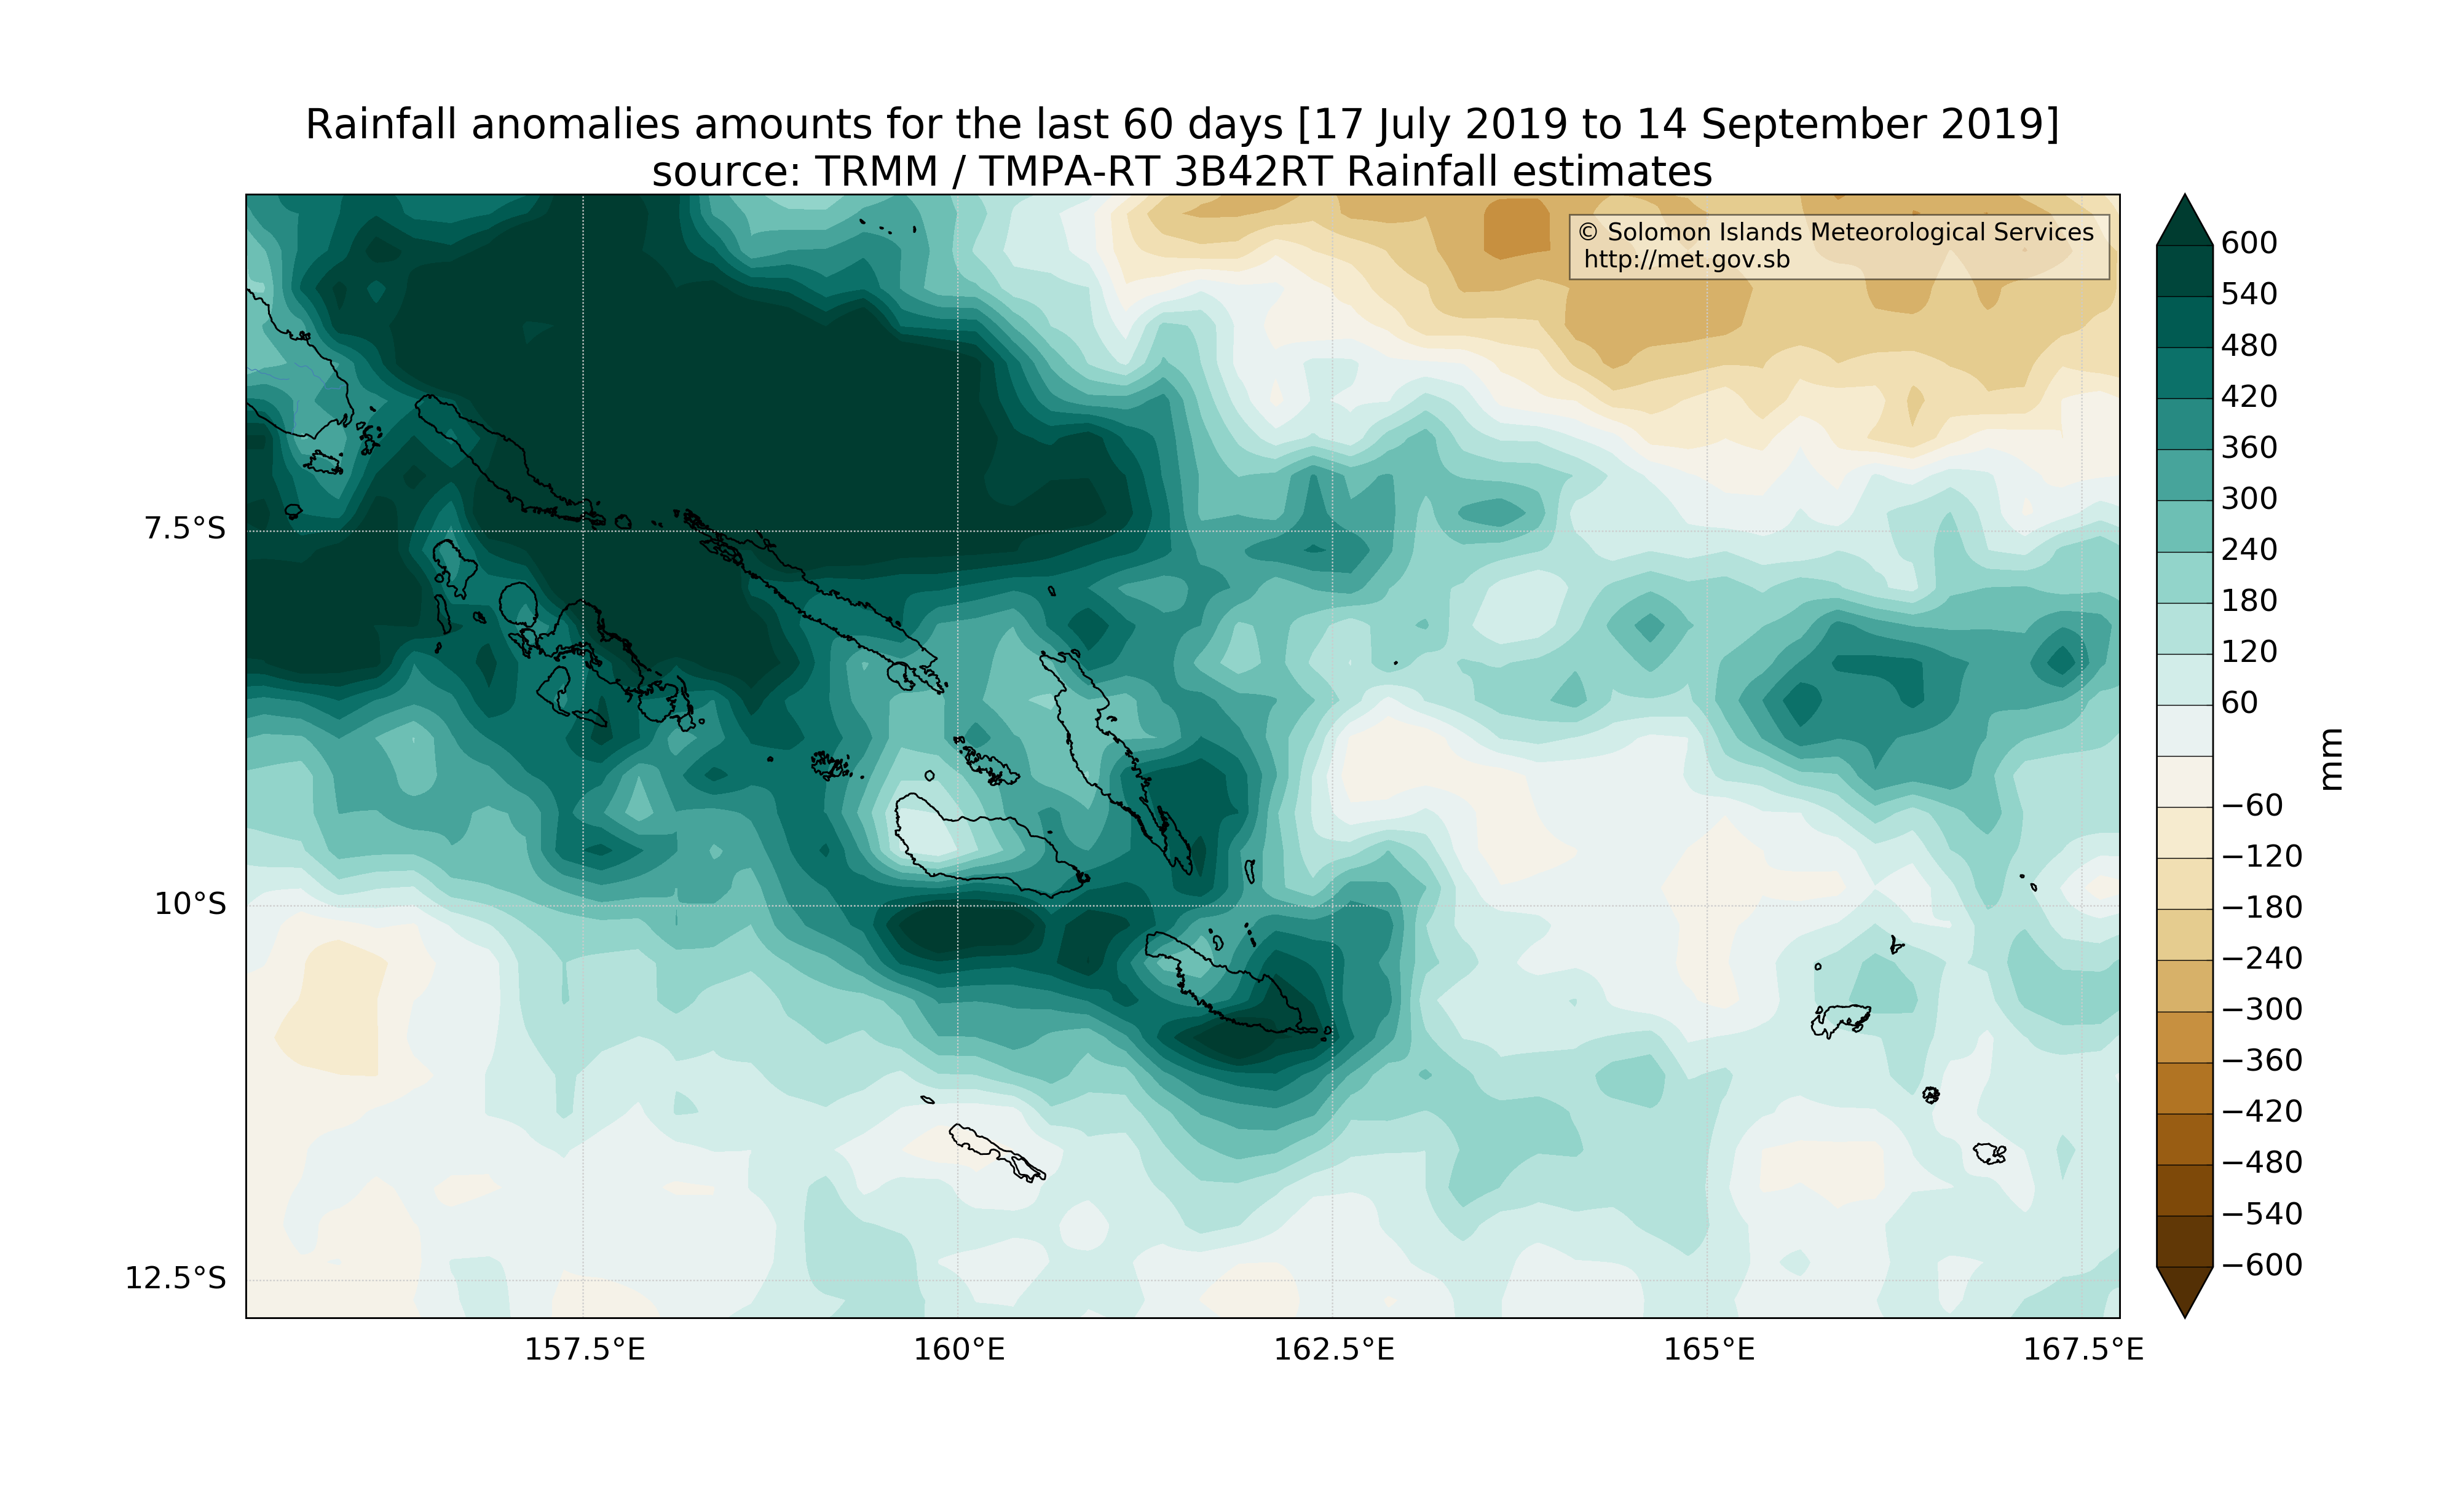 Rainfall anomalies amounts for the last 60 days [17 July 2019 to 14 September 2019]
source: TRMM / TMPA-RT 3B42RT Rainfall estimates
© Solomon Islands Meteorological Services
http://met.gov.sb
7.5°S
10°S
12.5°S
157.5°E
160°E
162.5°E
165°E
167.5°E
600
540
480
420
360
300
240
180
120
60
−60
−120
−180
−240
−300
−360
−420
−480
−540
−600
mm